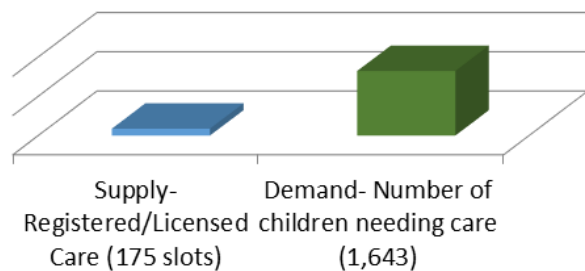 Supply-
Registered/Licensed
Care (175 slots)
Demand- Number of
children needing care
(1,643)